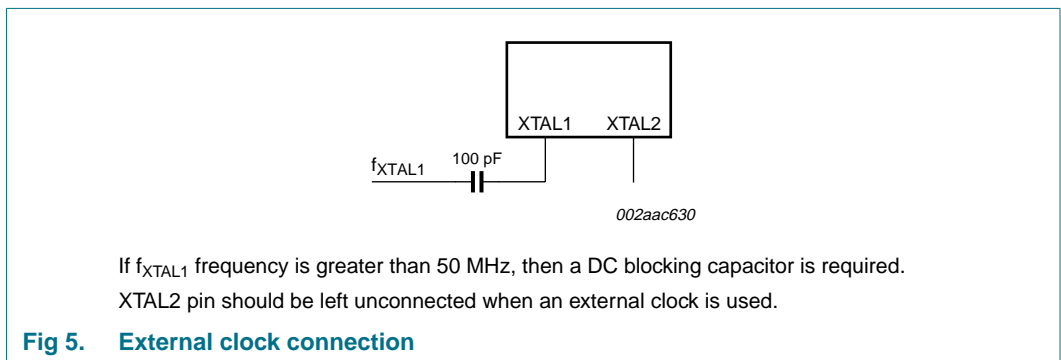 XTAL1 XTAL2
fXTAL1 100 pF
002aac630
If fXTAL1 frequency is greater than 50 MHz, then a DC blocking capacitor is required.
XTAL2 pin should be left unconnected when an external clock is used.
Fig 5. External clock connection